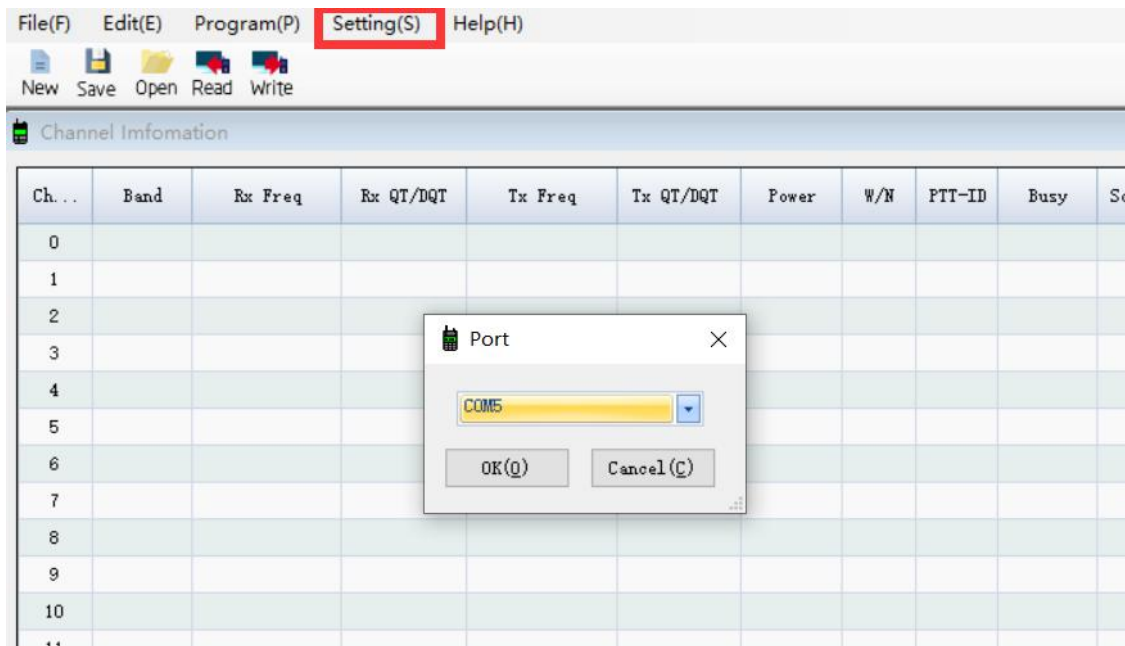 File(F) Edit(E) Program(P) Setting(S) Help(H)
New Save Open Read Write
Channel Imfomation
Ch... Band Rx Freq Rx QT/DQT Tx Freq Tx QT/DQT Power W/N PTT-ID Busy
0
1
2
3
4
5
6
7
8
9
10
Port
COM5
OK(O) Cancel(C)